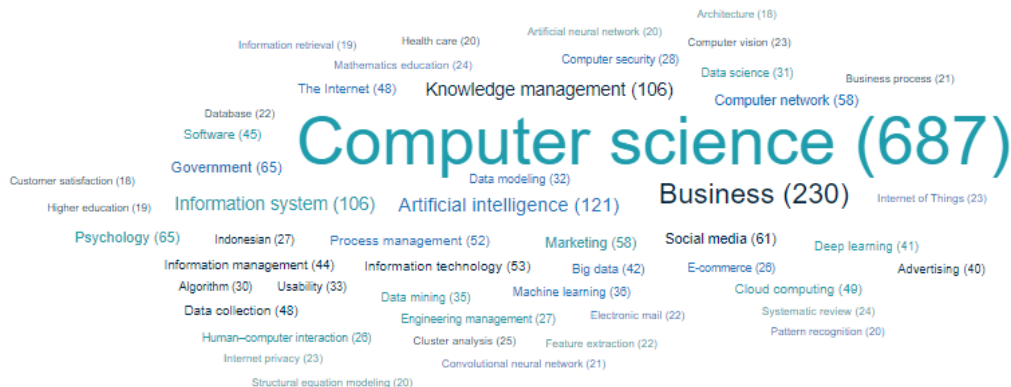 Architecture (18)
Artificial neural network (20)
Information retrieval (19)
Health care (20)
Computer vision (23)
Mathematics education (24)
Computer security (28)
Data science (31)
Business process (21)
The Internet (48)
Knowledge management (106)
Computer network (58)
Database (22)
Software (45)
Computer science (687)
Government (65)
Customer satisfaction (18)
Data modeling (32)
Higher education (19)
Information system (106)
Artificial intelligence (121)
Business (230)
Internet of Things (23)
Psychology (65)
Indonesian (27)
Process management (52)
Marketing (58)
Social media (61)
Deep learning (41)
Information management (44)
Information technology (53)
Big data (42)
E-commerce (26)
Advertising (40)
Algorithm (30)
Usability (33)
Data mining (35)
Machine learning (36)
Cloud computing (49)
Data collection (48)
Engineering management (27)
Electronic mail (22)
Systematic review (24)
Human–computer interaction (26)
Cluster analysis (25)
Feature extraction (22)
Pattern recognition (20)
Internet privacy (23)
Convolutional neural network (21)
Structural equation modeling (20)